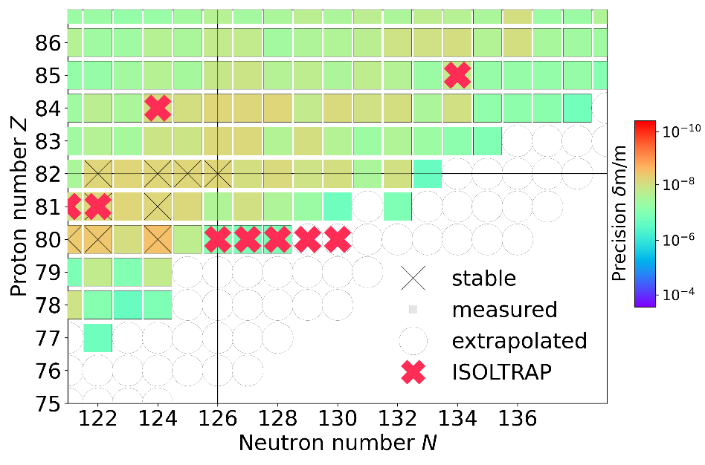 86
85
84
83
82
81
80
79
78
77
76
75
Proton number Z
122 124 126 128 130 132 134 136
Neutron number N
stable
measured
extrapolated
ISOLTRAP
Precision δm/m
10⁻¹⁰
10⁻⁸
10⁻⁶
10⁻⁴